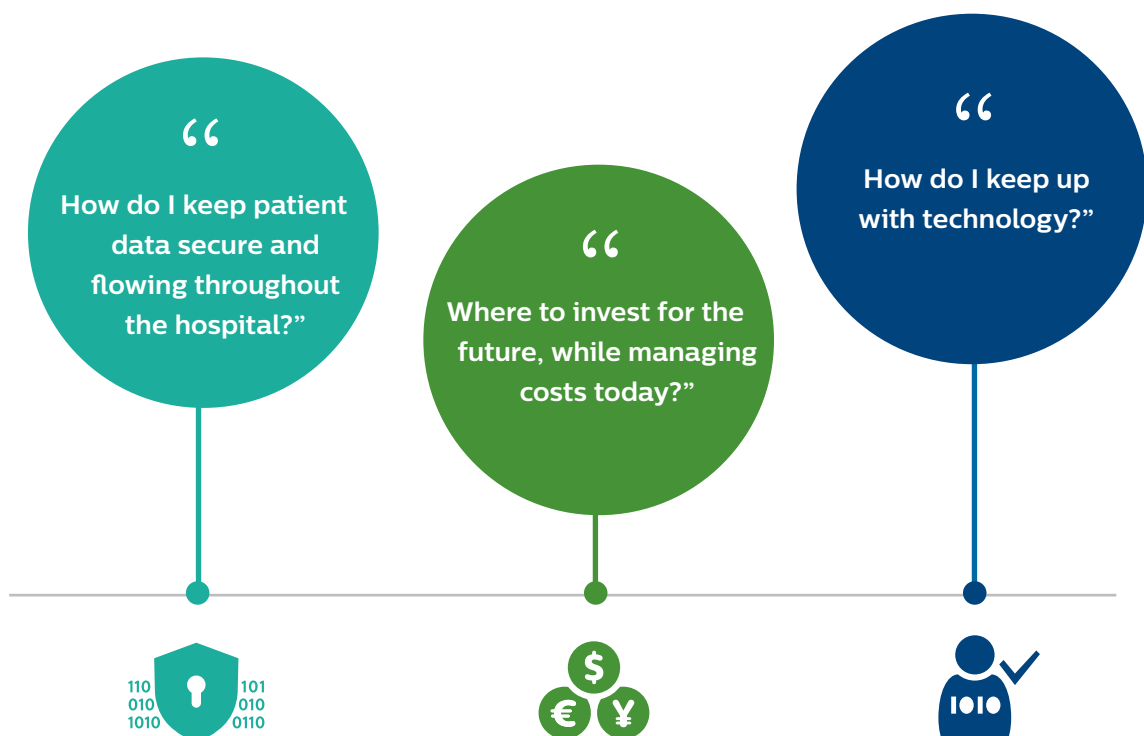 “
How do I keep patient
data secure and
flowing throughout
the hospital?”
“
Where to invest for the
future, while managing
costs today?”
“
How do I keep up
with technology?”
110 101
010 010
1010 0110
$
€ ¥
1010